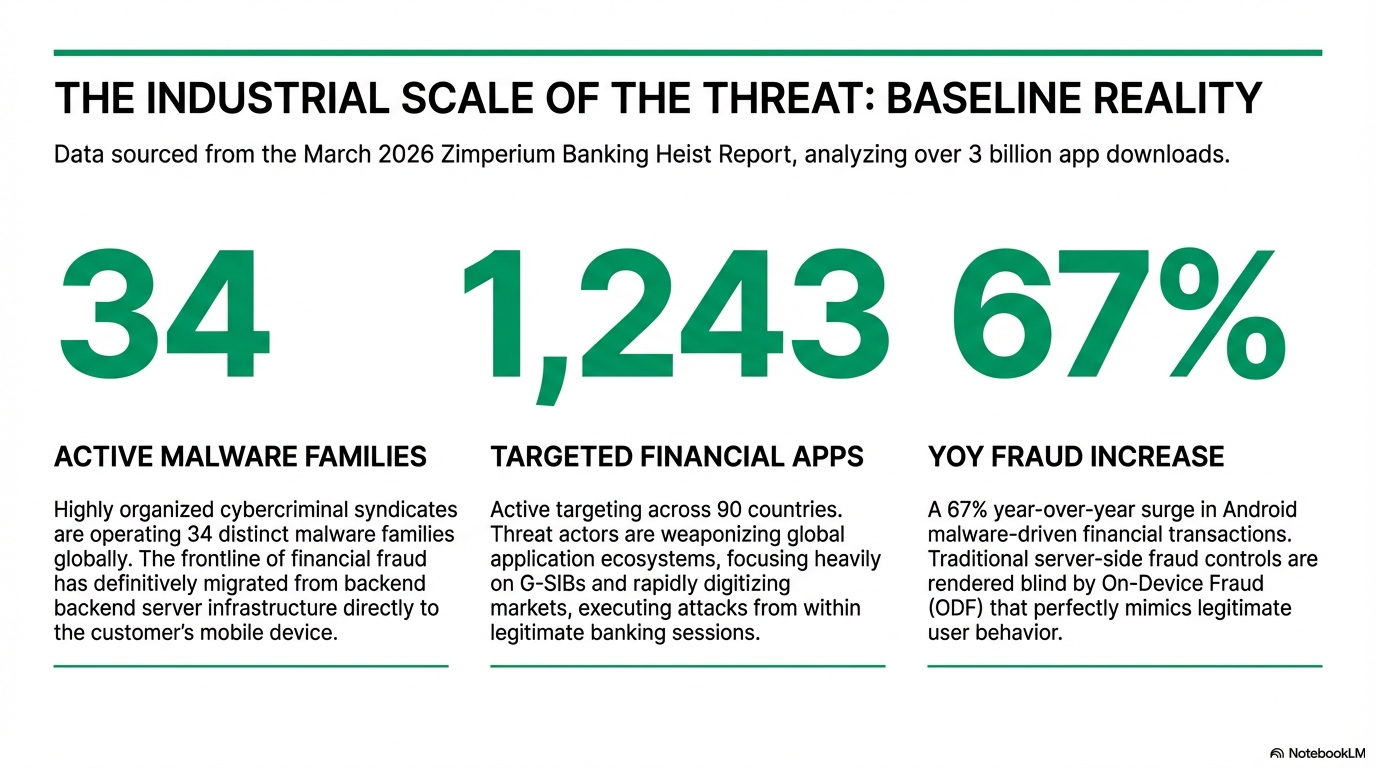 THE INDUSTRIAL SCALE OF THE THREAT: BASELINE REALITY
Data sourced from the March 2026 Zimperium Banking Heist Report, analyzing over 3 billion app downloads.
34
ACTIVE MALWARE FAMILIES
Highly organized cybercriminal syndicates
are operating 34 distinct malware families
globally. The frontline of financial fraud
has definitively migrated from backend
backend server infrastructure directly to
the customer's mobile device.
1,243
TARGETED FINANCIAL APPS
Active targeting across 90 countries.
Threat actors are weaponizing global
application ecosystems, focusing heavily
on G-SIBs and rapidly digitizing
markets, executing attacks from within
legitimate banking sessions.
67%
YOY FRAUD INCREASE
A 67% year-over-year surge in Android
malware-driven financial transactions.
Traditional server-side fraud controls are
rendered blind by On-Device Fraud
(ODF) that perfectly mimics legitimate
user behavior.
NotebookLM